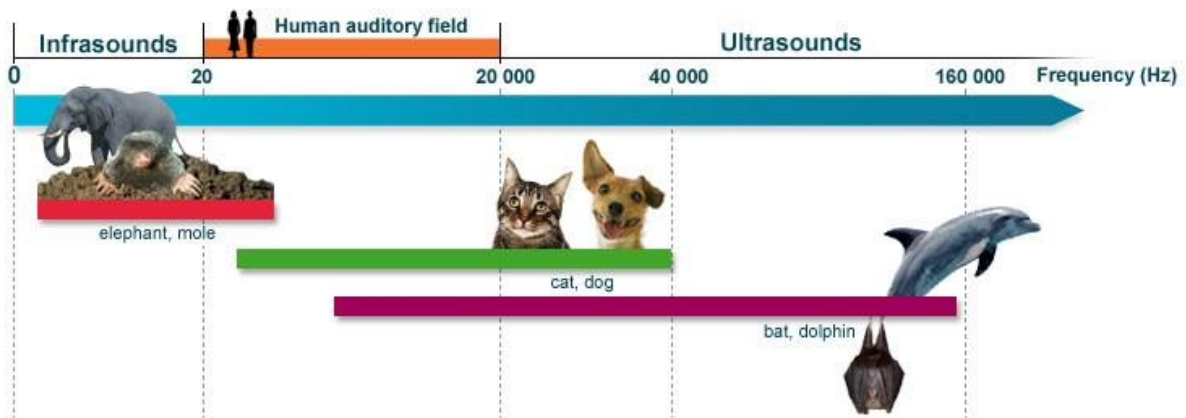 Infrasounds
Human auditory field
Ultrasounds
0 20 20 000 40 000 160 000 Frequency (Hz)
elephant, mole
cat, dog
bat, dolphin